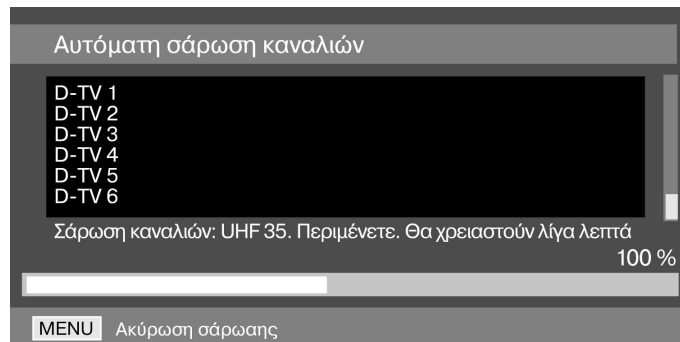 Αυτόματη σάρωση καναλιών
D-TV 1
D-TV 2
D-TV 3
D-TV 4
D-TV 5
D-TV 6
Σάρωση καναλιών: UHF 35. Περιμένετε. Θα χρειαστούν λίγα λεπτά
100 %
MENU Ακύρωση σάρωαης